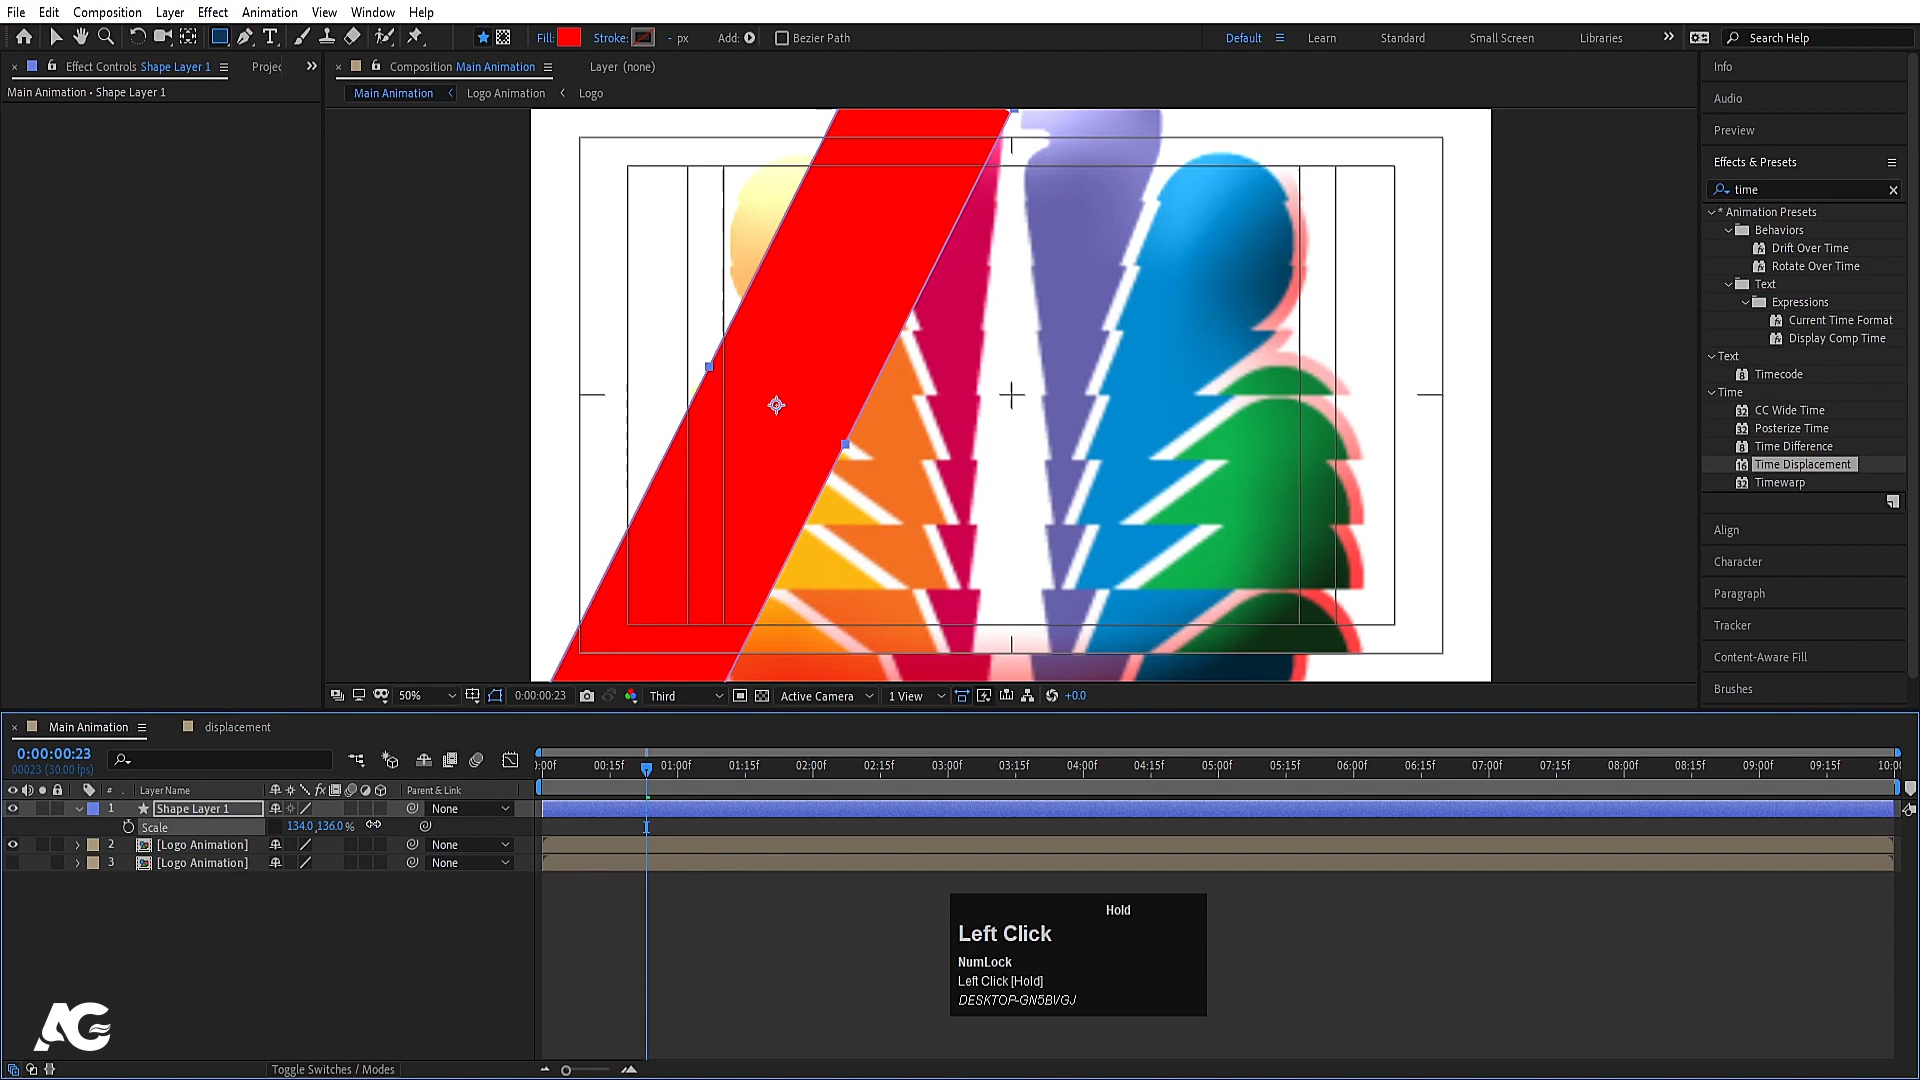 File Edit Composition Layer Effect Animation View Window Help
Fill: Stroke: - px Add: Bezier Path Default Learn Standard Small Screen Libraries Search Help
Effect Controls Shape Layer 1 Projec Composition Main Animation Layer (none) Info
Main Animation • Shape Layer 1 Main Animation Logo Animation Logo
Audio
Preview
Effects & Presets
time
* Animation Presets
Behaviors
Drift Over Time
Rotate Over Time
Text
Expressions
Current Time Format
Display Comp Time
Text
Timecode
Time
CC Wide Time
Posterize Time
Time Difference
Time Displacement
Timewarp
Align
Character
Paragraph
Tracker
Content-Aware Fill
Brushes
50% 0:00:00:23 Third Active Camera 1 View +0.0
Main Animation displacement
0:00:00:23
00023 (30.00 fps)
:00f 00:15f 01:00f 01:15f 02:00f 02:15f 03:00f 03:15f 04:00f 04:15f 05:00f 05:15f 06:00f 06:15f 07:00f 07:15f 08:00f 08:15f 09:00f 09:15f 10:00
# Layer Name fx Parent & Link
1 Shape Layer 1 None
Scale 134.0,136.0 %
2 [Logo Animation] None
3 [Logo Animation] None
Hold
Left Click
NumLock
Left Click [Hold]
DESKTOP-GN5BVGJ
AG
Toggle Switches / Modes